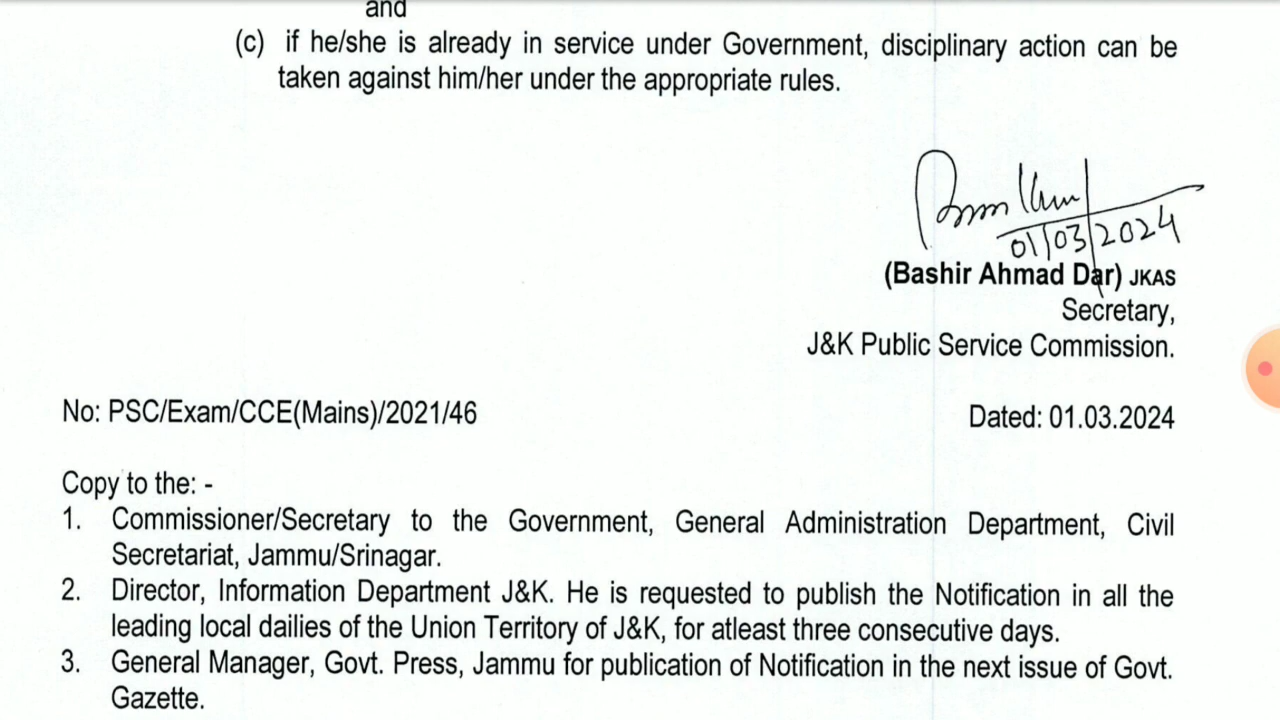 and
(c) if he/she is already in service under Government, disciplinary action can be
taken against him/her under the appropriate rules.
01/03/2024
(Bashir Ahmad Dar) JKAS
Secretary,
J&K Public Service Commission.
No: PSC/Exam/CCE(Mains)/2021/46
Dated: 01.03.2024
Copy to the: -
1. Commissioner/Secretary to the Government, General Administration Department, Civil
Secretariat, Jammu/Srinagar.
2. Director, Information Department J&K. He is requested to publish the Notification in all the
leading local dailies of the Union Territory of J&K, for atleast three consecutive days.
3. General Manager, Govt. Press, Jammu for publication of Notification in the next issue of Govt.
Gazette.